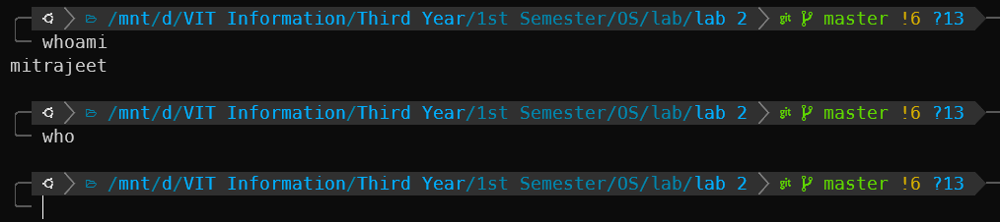 /mnt/d/VIT Information/Third Year/1st Semester/OS/lab/lab 2 git master !6 ?13
whoami
mitrajeet
/mnt/d/VIT Information/Third Year/1st Semester/OS/lab/lab 2 git master !6 ?13
who
/mnt/d/VIT Information/Third Year/1st Semester/OS/lab/lab 2 git master !6 ?13